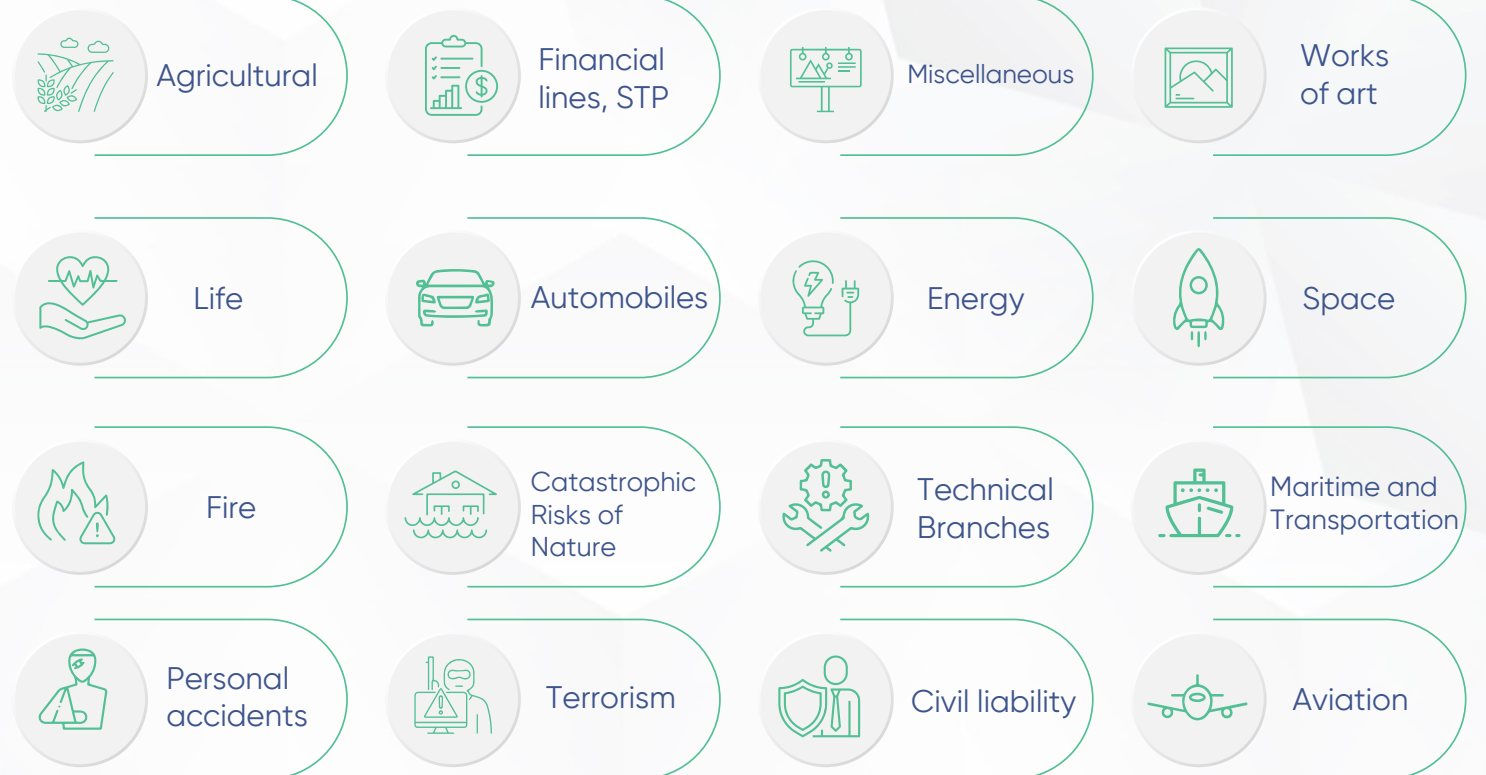 Agricultural
Financial
lines, STP
Miscellaneous
Works
of art
Life
Automobiles
Energy
Space
Fire
Catastrophic
Risks of
Nature
Technical
Branches
Maritime and
Transportation
Personal
accidents
Terrorism
Civil liability
Aviation